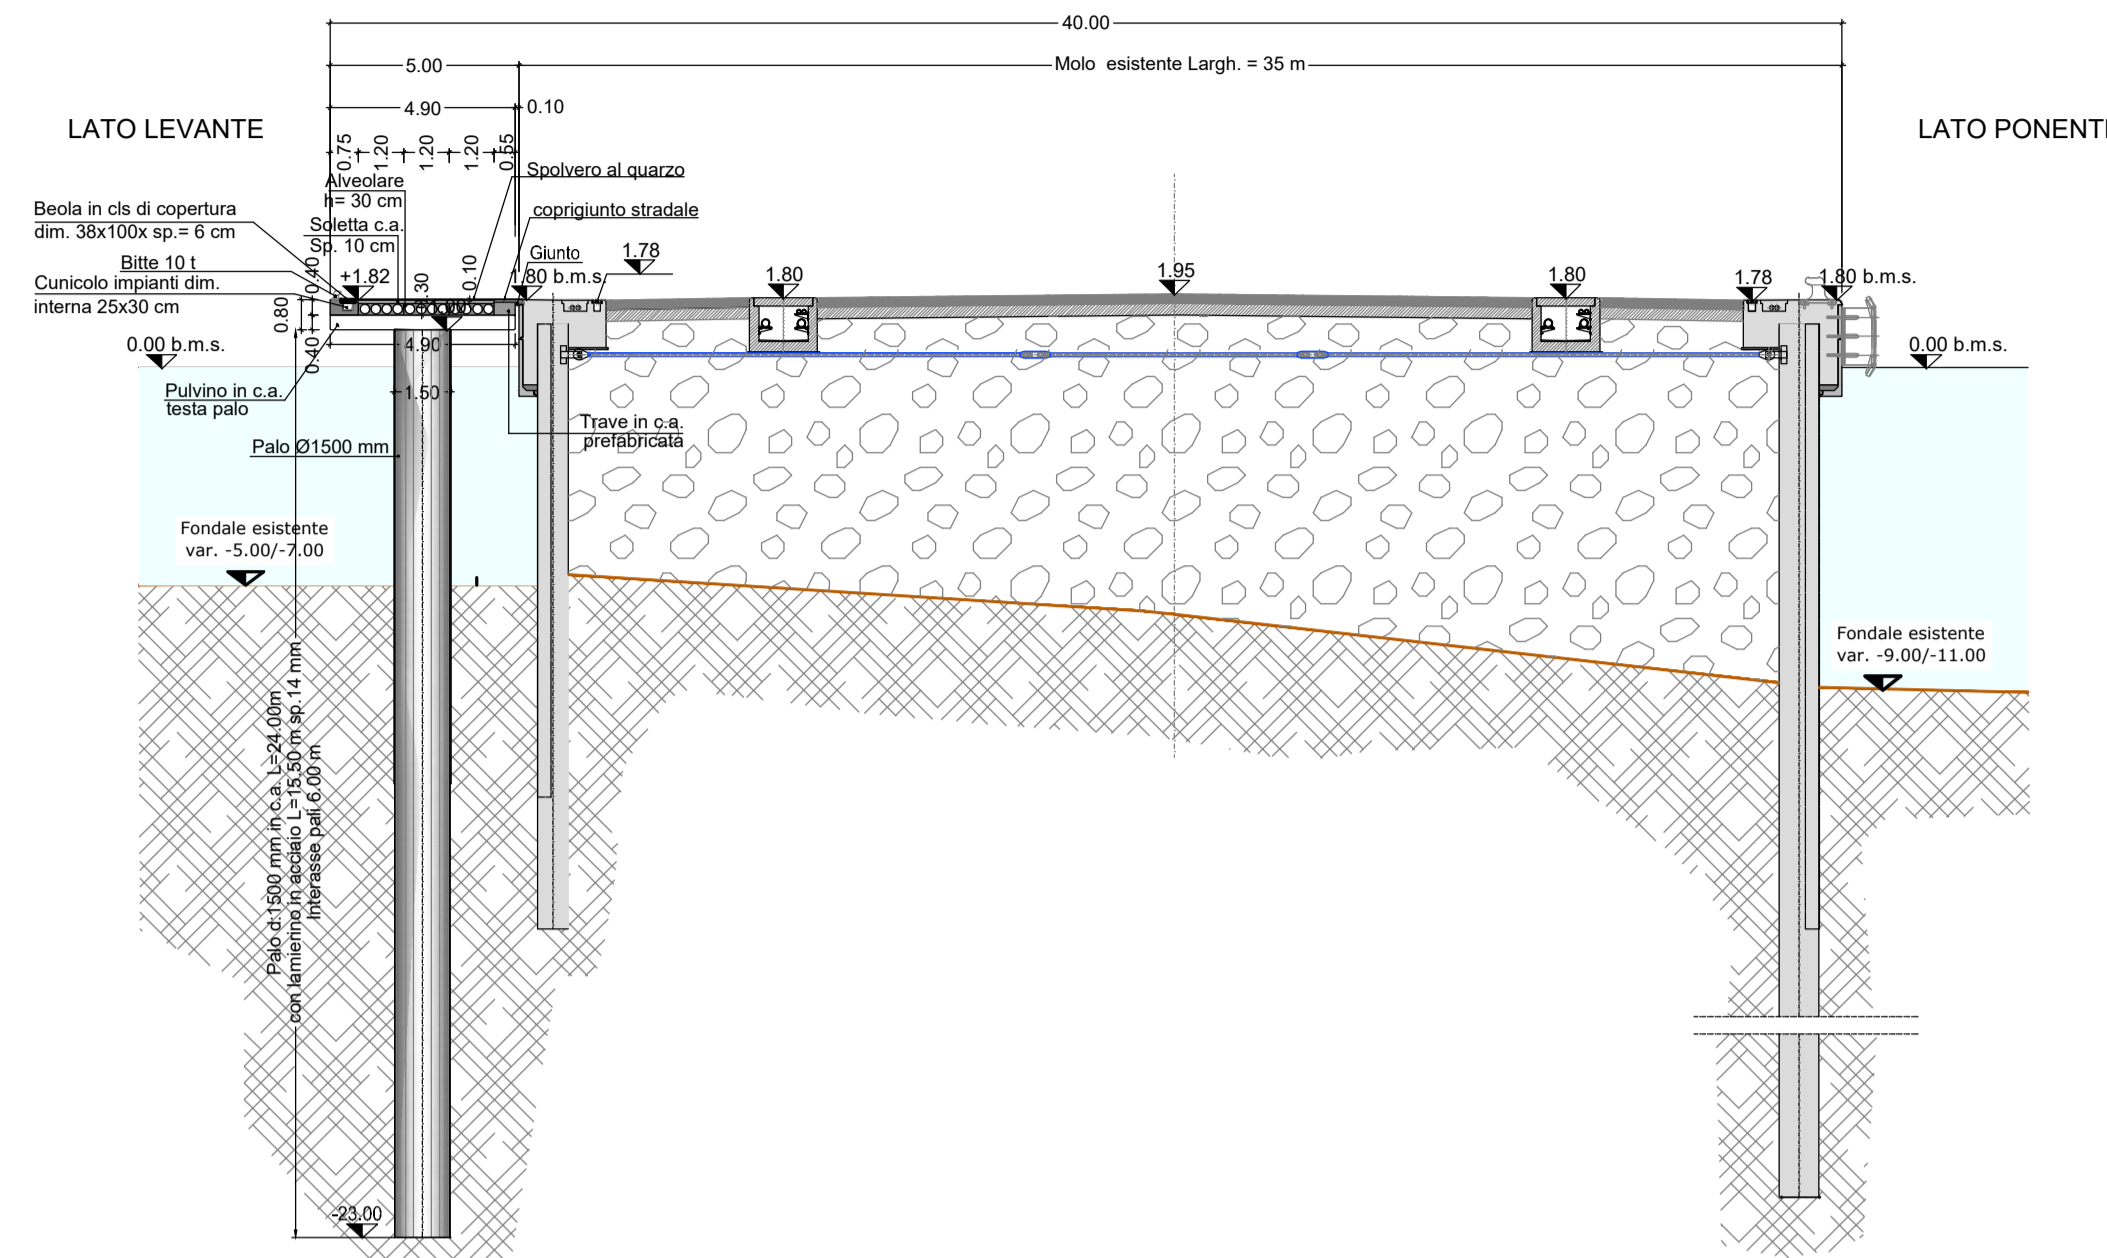 40.00
5.00
Molo esistente Largh. = 35 m
4.90
0.10
LATO LEVANTE
LATO PONENT
0.75
1.20
1.20
1.20
0.55
Spolvero al quarzo
Alveolare
h= 30 cm
Beola in cls di copertura
dim. 38x100x sp.= 6 cm
coprigiunto stradale
Soletta c.a.
Sp. 10 cm
Bitte 10 t
Giunto
1.78
Cunicolo impianti dim.
interna 25x30 cm
0.40
+1.82
0.10
80 b.m.s.
1.80
1.95
1.80
1.78
1.80 b.m.s.
0.80
.30
1.00
0.00 b.m.s.
0.40
4.90
0.00 b.m.s.
Pulvino in c.a.
testa palo
1.50
Trave in c.a.
prefabricata
Palo Ø1500 mm
Fondale esistente
var. -5.00/-7.00
Fondale esistente
var. -9.00/-11.00
Palo d.1500 mm in c.a. L=24.00m
con lamierino in acciaio L=15.50 m sp.14 mm
Interasse pali 6.00 m
-23.00